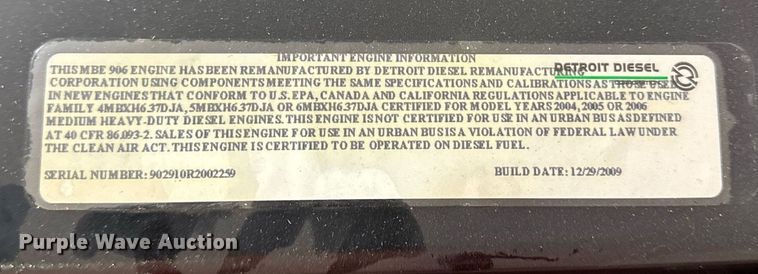 IMPORTANT ENGINE INFORMATION
DETROIT DIESEL
THIS MBE 906 ENGINE HAS BEEN REMANUFACTURED BY DETROIT DIESEL REMANUFACTURING
CORPORATION USING COMPONENTS MEETING THE SAME SPECIFICATIONS AND CALIBRATIONS AS THOSE USED
IN NEW ENGINES THAT CONFORM TO U.S. EPA, CANADA AND CALIFORNIA REGULATIONS APPLICABLE TO ENGINE
FAMILY 4MBXH6.37DJA, 5MBXH6.37DJA OR 6MBXH6.37DJA CERTIFIED FOR MODEL YEARS 2004, 2005 OR 2006
MEDIUM HEAVY-DUTY DIESEL ENGINES. THIS ENGINE IS NOT CERTIFIED FOR USE IN AN URBAN BUS AS DEFINED
AT 40 CFR 86.093-2. SALES OF THIS ENGINE FOR USE IN AN URBAN BUS IS A VIOLATION OF FEDERAL LAW UNDER
THE CLEAN AIR ACT. THIS ENGINE IS CERTIFIED TO BE OPERATED ON DIESEL FUEL.
SERIAL NUMBER: 902910R2002259 BUILD DATE: 12/29/2009
Purple Wave Auction